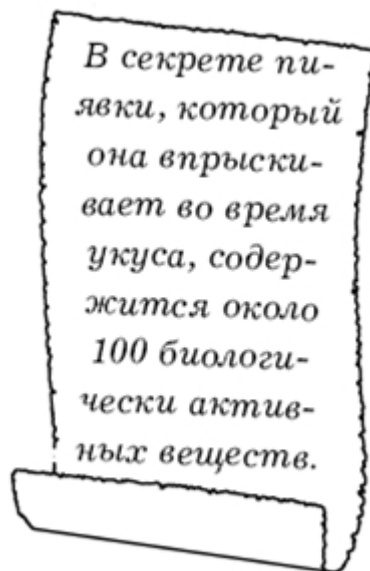 В секрете пи-
явки, который
она впрыски-
вает во время
укуса, содер-
жится около
100 биологи-
чески актив-
ных веществ.